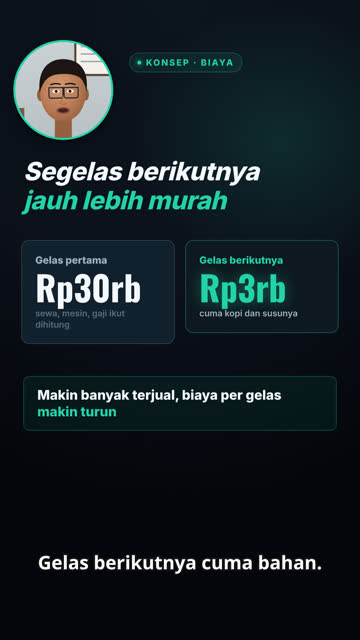 KONSEP · BIAYA
Segelas berikutnya
jauh lebih murah
Gelas pertama
Rp30rb
sewa, mesin, gaji ikut
dihitung
Gelas berikutnya
Rp3rb
cuma kopi dan susunya
Makin banyak terjual, biaya per gelas
makin turun
Gelas berikutnya cuma bahan.